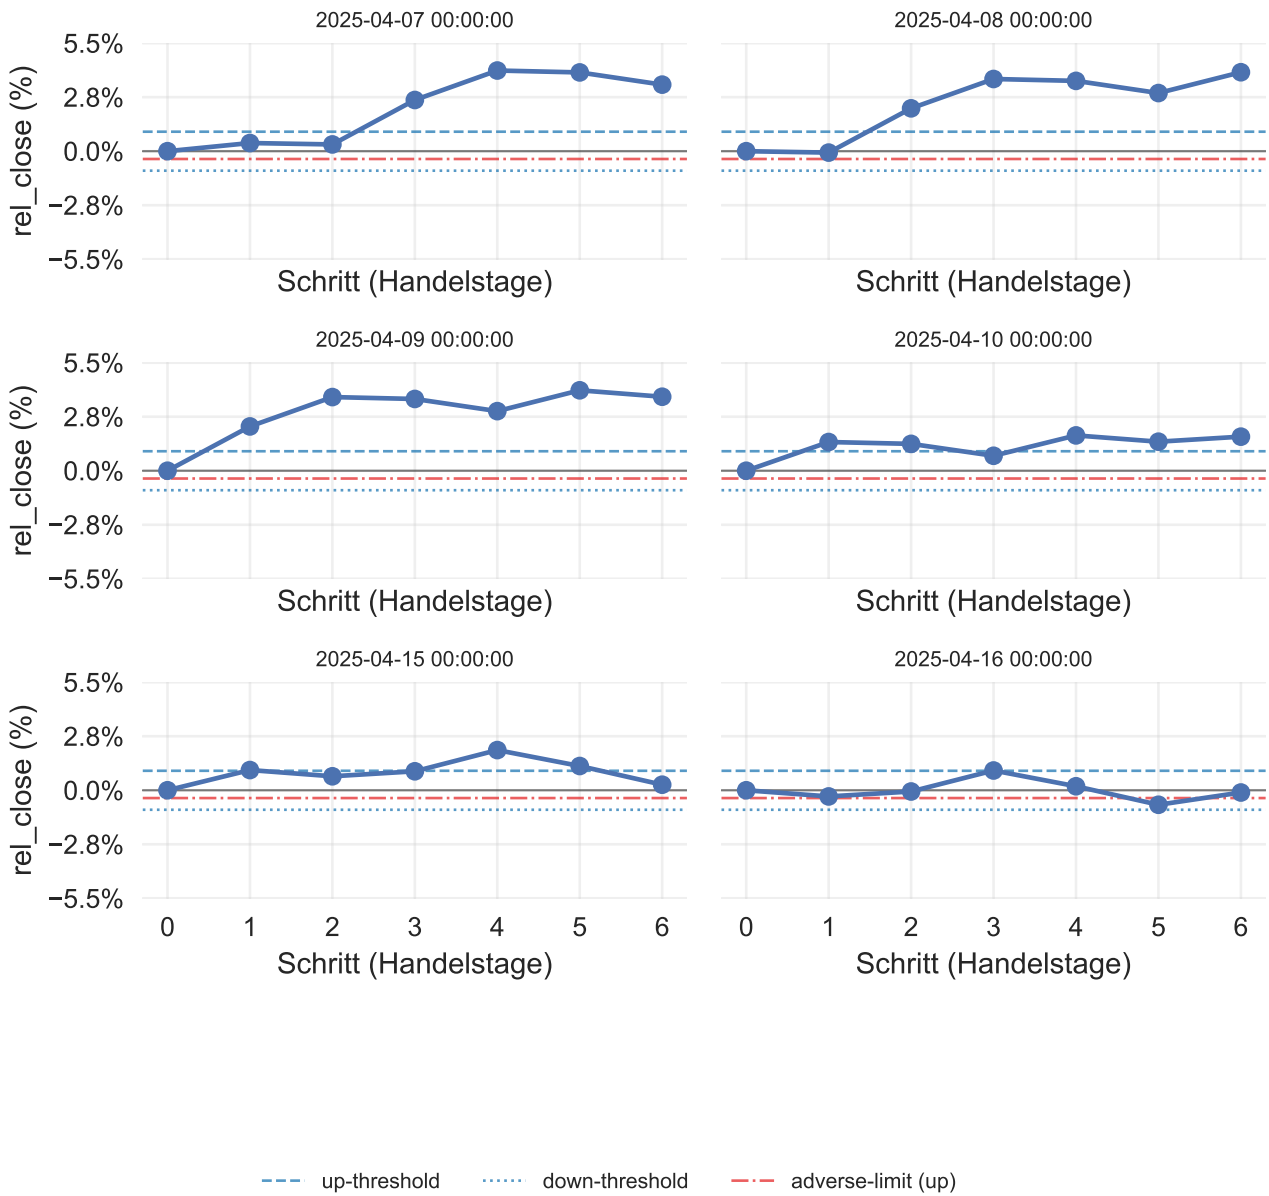 2025-04-07 00:00:00
2025-04-08 00:00:00
rel_close (%)
5.5%
2.8%
0.0%
−2.8%
−5.5%
Schritt (Handelstage)
Schritt (Handelstage)
2025-04-09 00:00:00
2025-04-10 00:00:00
rel_close (%)
5.5%
2.8%
0.0%
−2.8%
−5.5%
Schritt (Handelstage)
Schritt (Handelstage)
2025-04-15 00:00:00
2025-04-16 00:00:00
rel_close (%)
5.5%
2.8%
0.0%
−2.8%
−5.5%
0 1 2 3 4 5 6
0 1 2 3 4 5 6
Schritt (Handelstage)
Schritt (Handelstage)
up-threshold
down-threshold
adverse-limit (up)